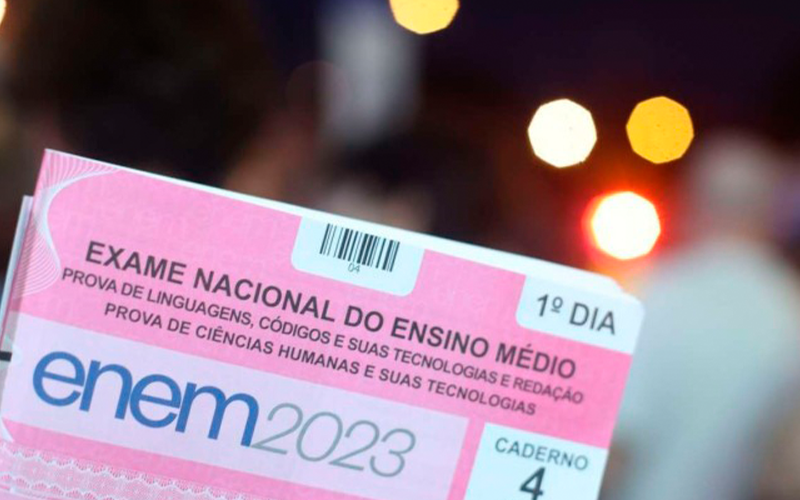 04
1º DIA
EXAME NACIONAL DO ENSINO MÉDIO
PROVA DE LINGUAGENS, CÓDIGOS E SUAS TECNOLOGIAS E REDAÇÃO
PROVA DE CIÊNCIAS HUMANAS E SUAS TECNOLOGIAS
enem2023
CADERNO
4